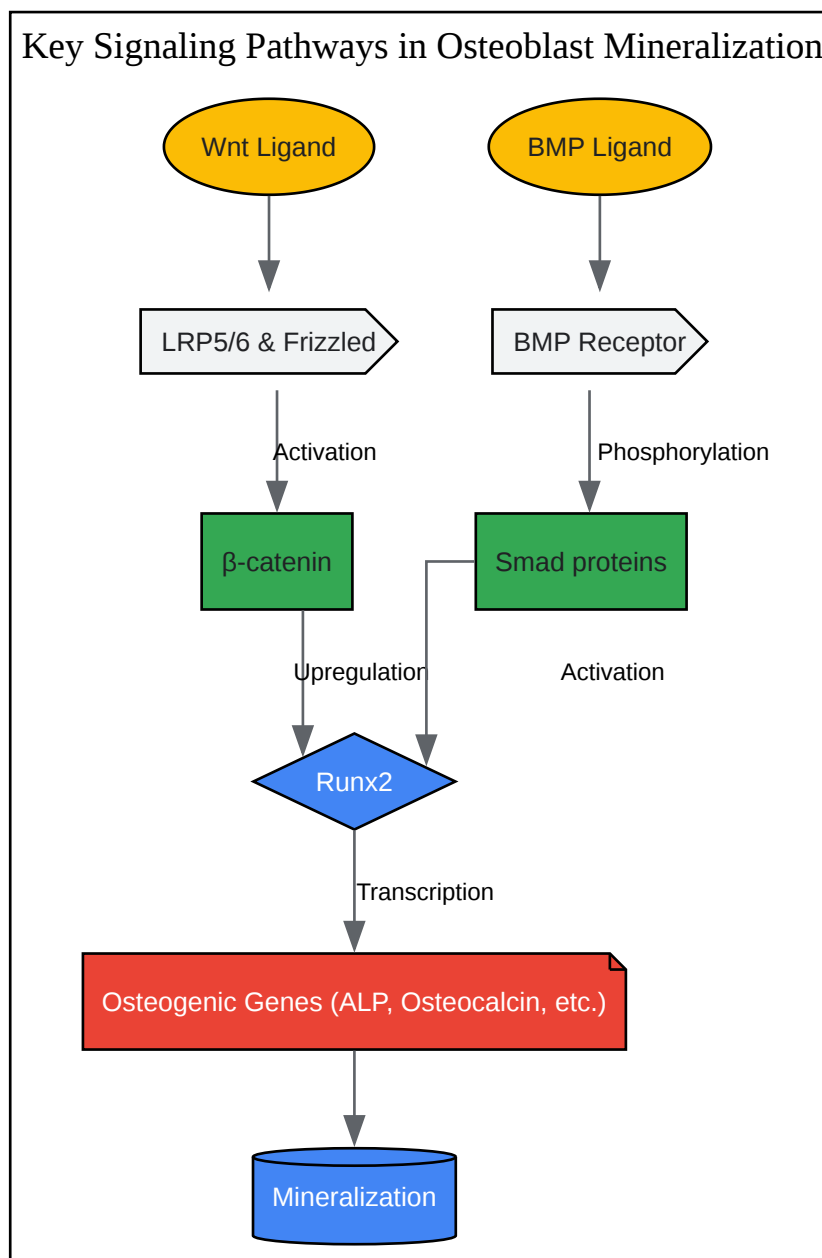 Key Signaling Pathways in Osteoblast Mineralization
Wnt Ligand
BMP Ligand
LRP5/6 & Frizzled
BMP Receptor
Activation
Phosphorylation
β-catenin
Smad proteins
Upregulation
Activation
Runx2
Transcription
Osteogenic Genes (ALP, Osteocalcin, etc.)
Mineralization